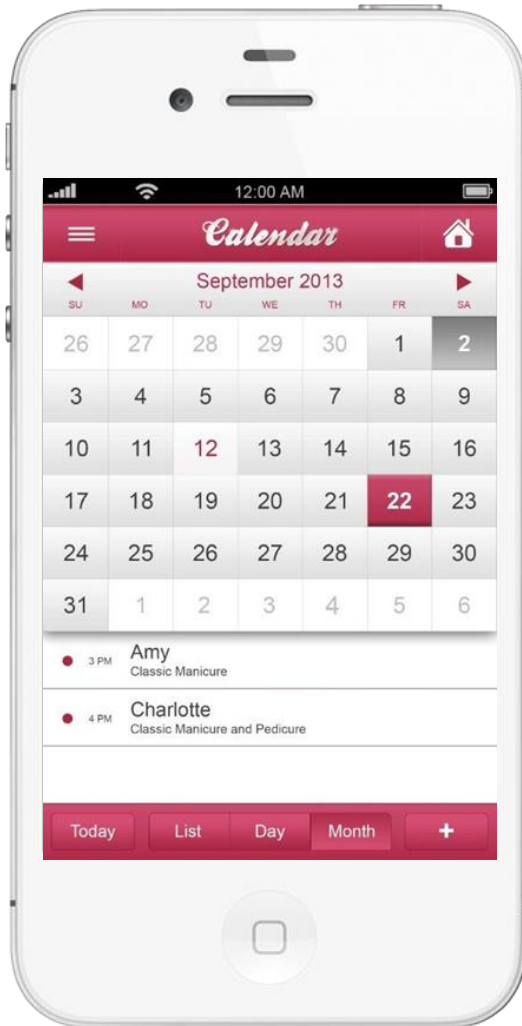 12:00 AM
Calendar
September 2013
SU MO TU WE TH FR SA
26 27 28 29 30 1 2
3 4 5 6 7 8 9
10 11 12 13 14 15 16
17 18 19 20 21 22 23
24 25 26 27 28 29 30
31 1 2 3 4 5 6
3 PM Amy
Classic Manicure
4 PM Charlotte
Classic Manicure and Pedicure
Today List Day Month +